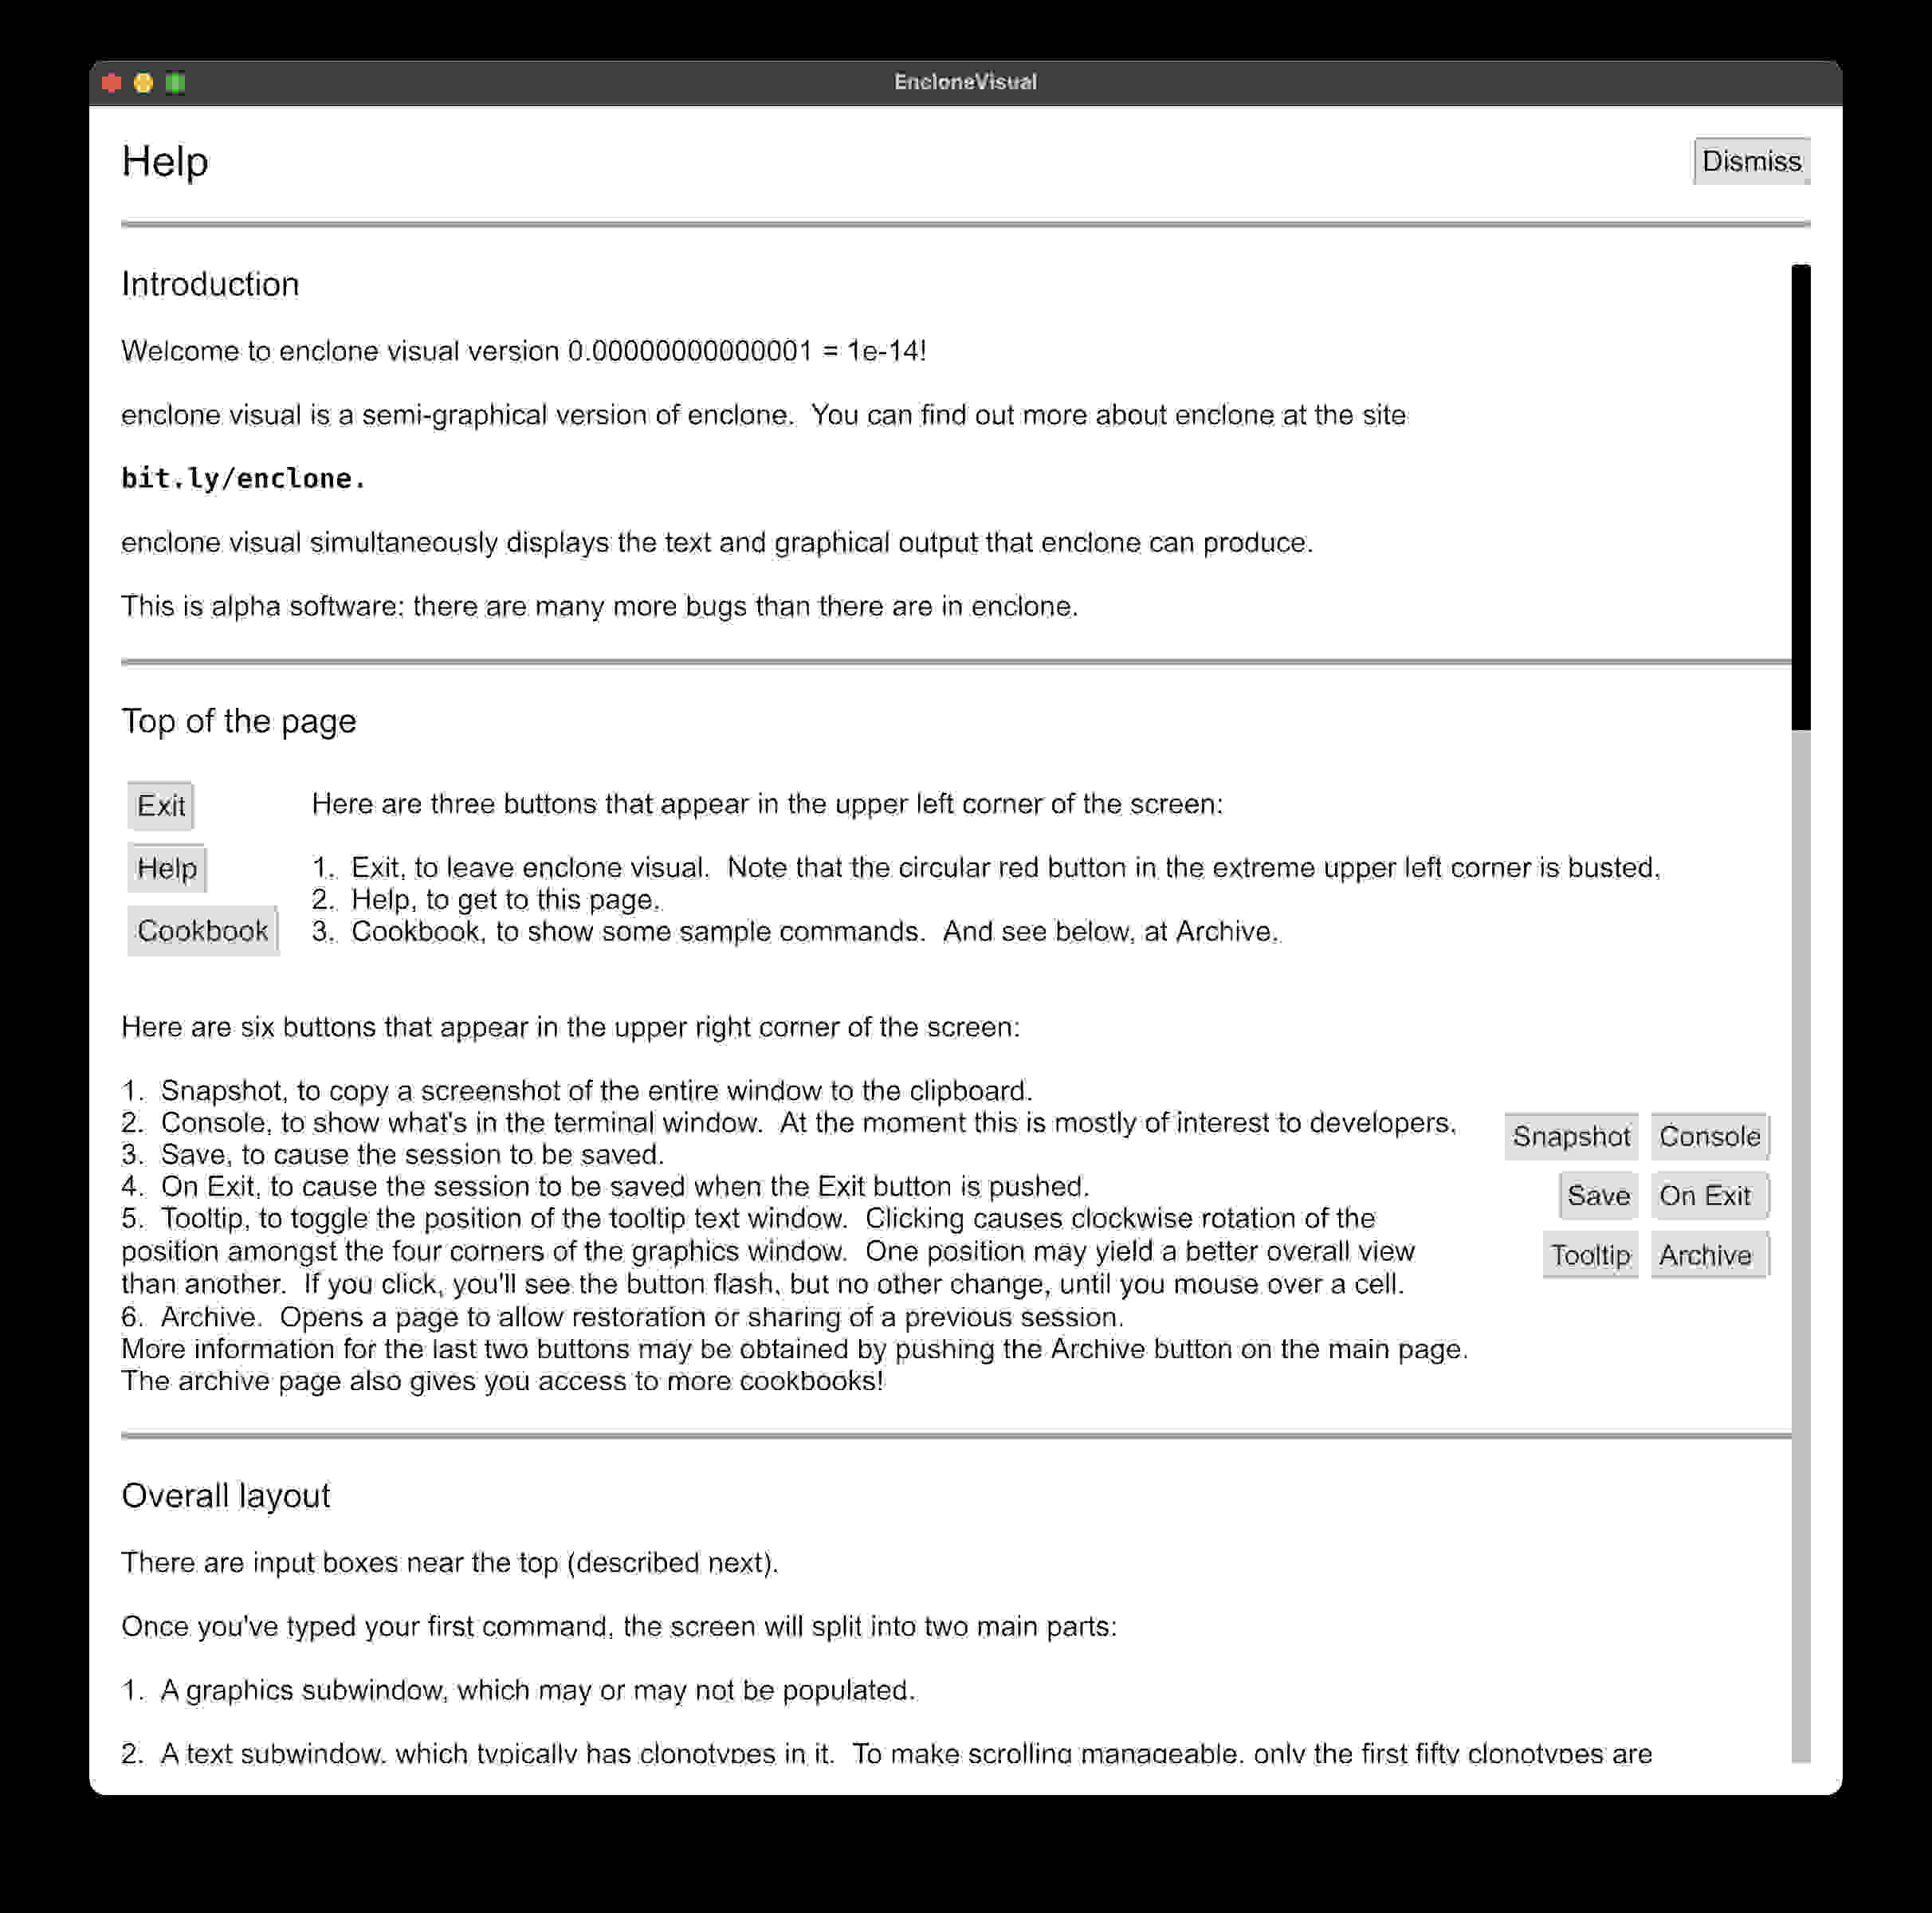 EncloneVisual
Help
Dismiss
Introduction
Welcome to enclone visual version 0.00000000000001 = 1e-14!
enclone visual is a semi-graphical version of enclone.  You can find out more about enclone at the site
bit.ly/enclone.
enclone visual simultaneously displays the text and graphical output that enclone can produce.
This is alpha software: there are many more bugs than there are in enclone.
Top of the page
Exit
Help
Cookbook
Here are three buttons that appear in the upper left corner of the screen:
1.  Exit, to leave enclone visual.  Note that the circular red button in the extreme upper left corner is busted.
2.  Help, to get to this page.
3.  Cookbook, to show some sample commands.  And see below, at Archive.
Here are six buttons that appear in the upper right corner of the screen:
1.  Snapshot, to copy a screenshot of the entire window to the clipboard.
2.  Console, to show what's in the terminal window.  At the moment this is mostly of interest to developers.
3.  Save, to cause the session to be saved.
4.  On Exit, to cause the session to be saved when the Exit button is pushed.
5.  Tooltip, to toggle the position of the tooltip text window.  Clicking causes clockwise rotation of the
position amongst the four corners of the graphics window.  One position may yield a better overall view
than another.  If you click, you'll see the button flash, but no other change, until you mouse over a cell.
6.  Archive.  Opens a page to allow restoration or sharing of a previous session.
More information for the last two buttons may be obtained by pushing the Archive button on the main page.
The archive page also gives you access to more cookbooks!
Snapshot Console
Save On Exit
Tooltip Archive
Overall layout
There are input boxes near the top (described next).
Once you've typed your first command, the screen will split into two main parts:
1.  A graphics subwindow, which may or may not be populated.
2.  A text subwindow, which typically has clonotypes in it.  To make scrolling manageable, only the first fifty clonotypes are